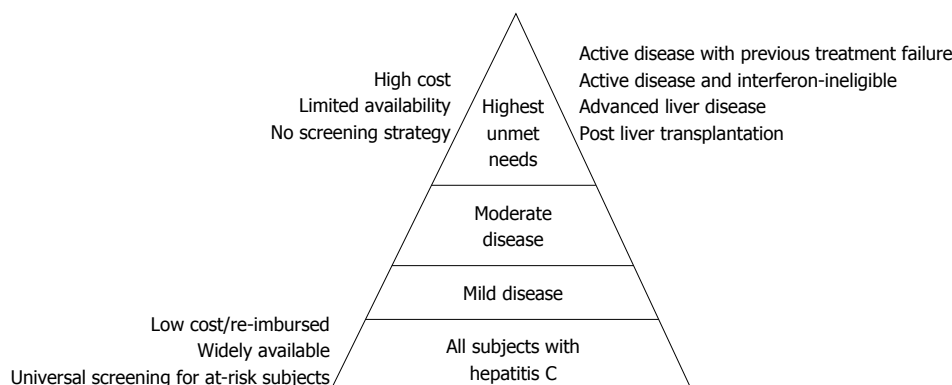 High cost
Limited availability
No screening strategy
Highest
unmet
needs
Active disease with previous treatment failure
Active disease and interferon-ineligible
Advanced liver disease
Post liver transplantation
Moderate
disease
Mild disease
Low cost/re-imbursed
Widely available
Universal screening for at-risk subjects
All subjects with
hepatitis C